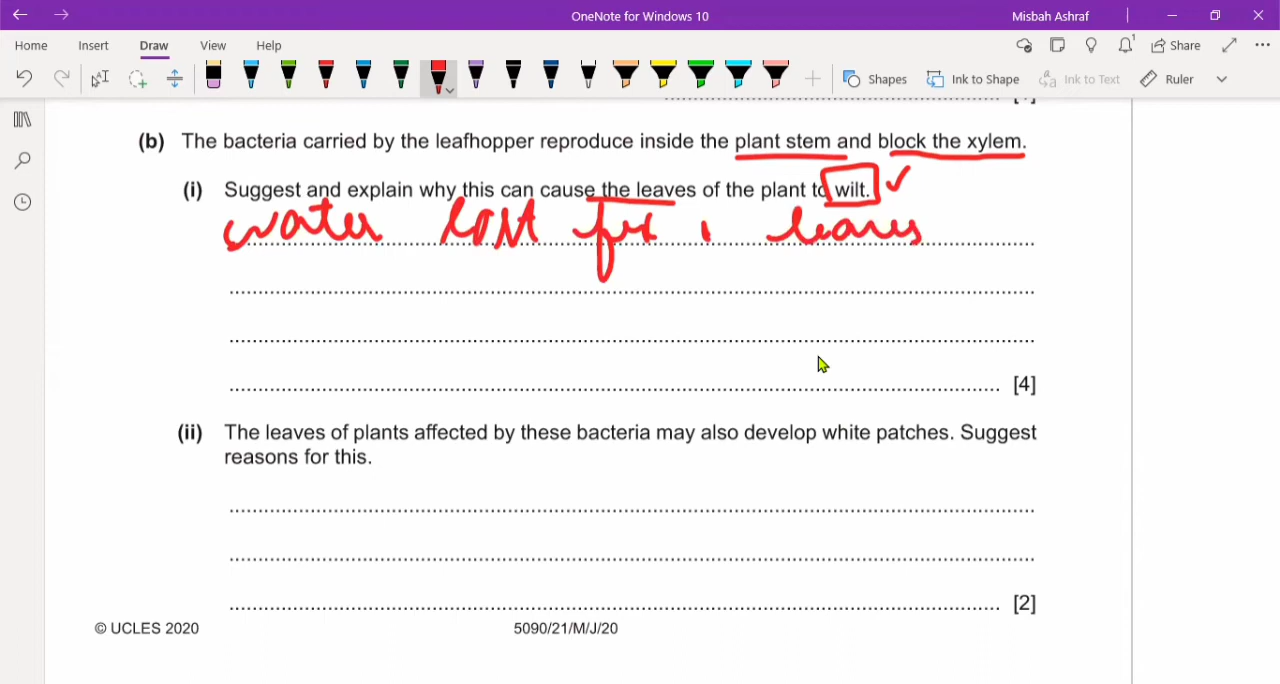 OneNote for Windows 10
Misbah Ashraf
Home Insert Draw View Help
1 Share
Shapes Ink to Shape Ink to Text Ruler
(b) The bacteria carried by the leafhopper reproduce inside the plant stem and block the xylem.
(i) Suggest and explain why this can cause the leaves of the plant to wilt.
water lost leaves
[4]
(ii) The leaves of plants affected by these bacteria may also develop white patches. Suggest
reasons for this.
[2]
© UCLES 2020
5090/21/M/J/20